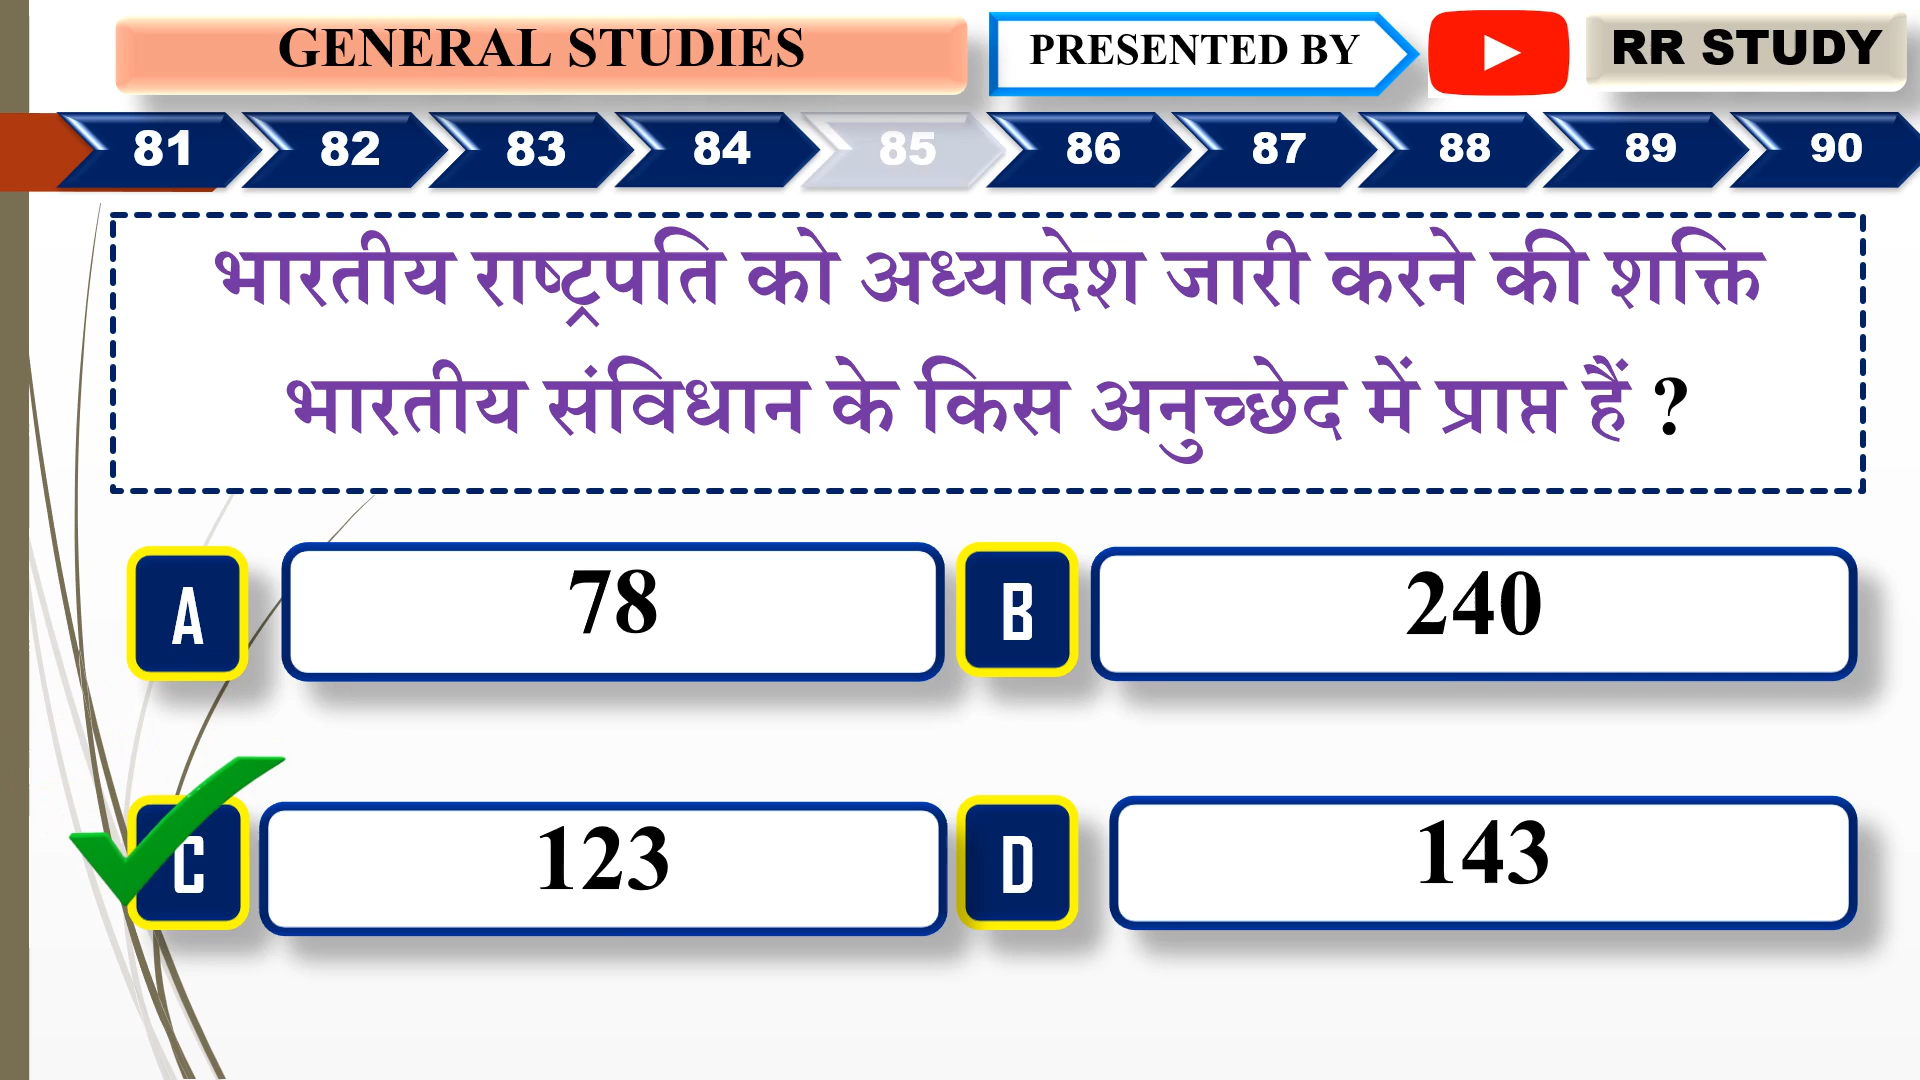 GENERAL STUDIES
PRESENTED BY
RR STUDY
81 82 83 84 85 86 87 88 89 90
भारतीय राष्ट्रपति को अध्यादेश जारी करने की शक्ति
भारतीय संविधान के किस अनुच्छेद में प्राप्त हैं ?
A 78
B 240
C 123
D 143